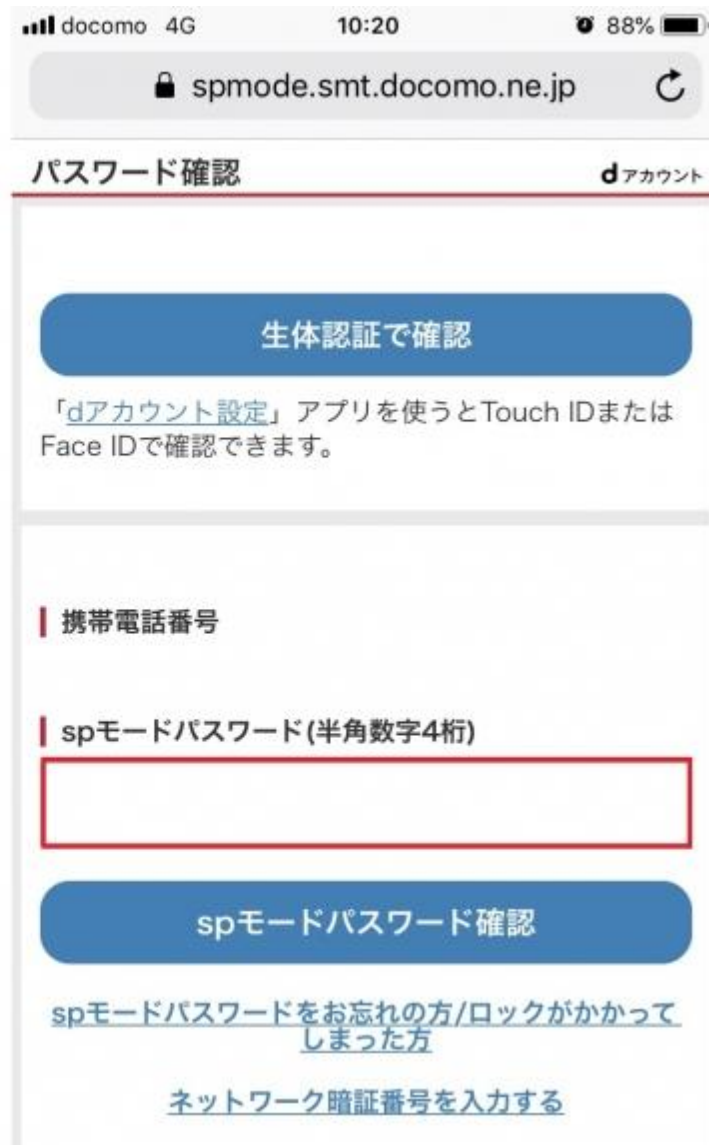 docomo 4G 10:20 88%
spmode.smt.docomo.ne.jp
パスワード確認 dアカウント
生体認証で確認
「dアカウント設定」アプリを使うとTouch IDまたは
Face IDで確認できます。
携帯電話番号
spモードパスワード(半角数字4桁)
spモードパスワード確認
spモードパスワードをお忘れの方/ロックがかかって
しまった方
ネットワーク暗証番号を入力する